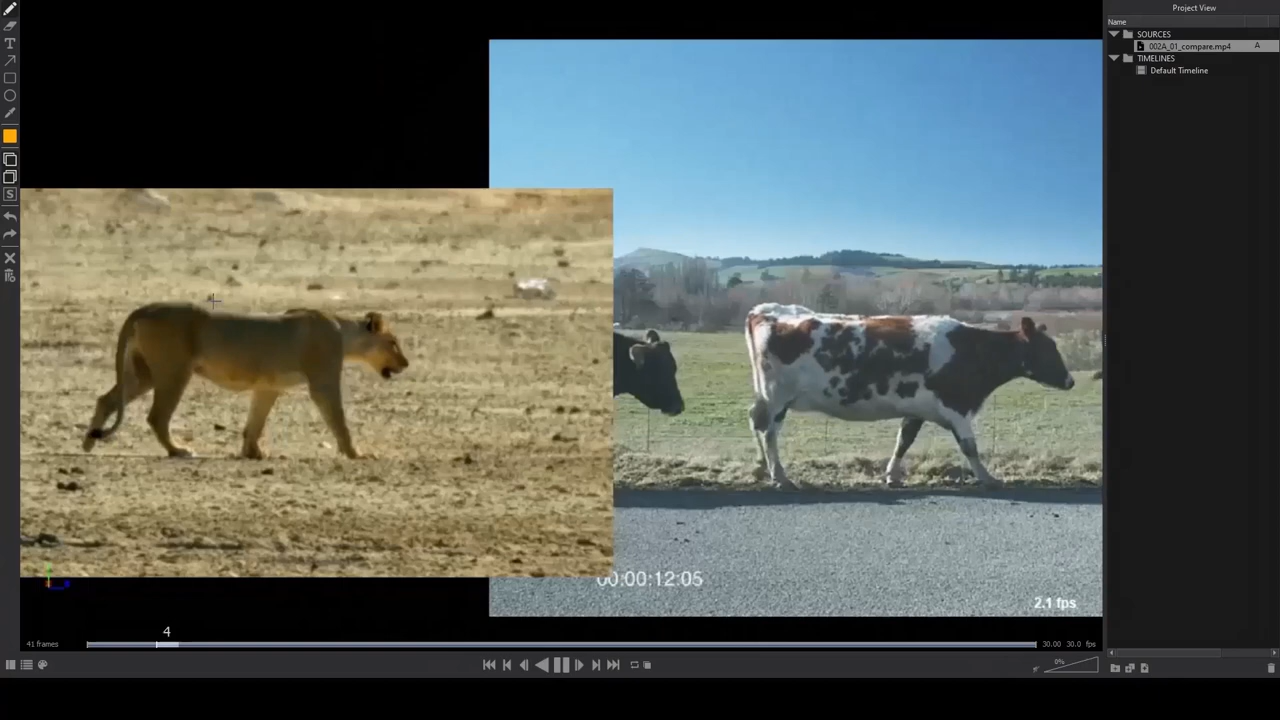 Project View
Name
SOURCES
002A_01_compare.mp4 A
TIMELINES
Default Timeline
T
S
00:00:12:05
2.1 fps
4
41 frames
30.00 30.0 fps
0%